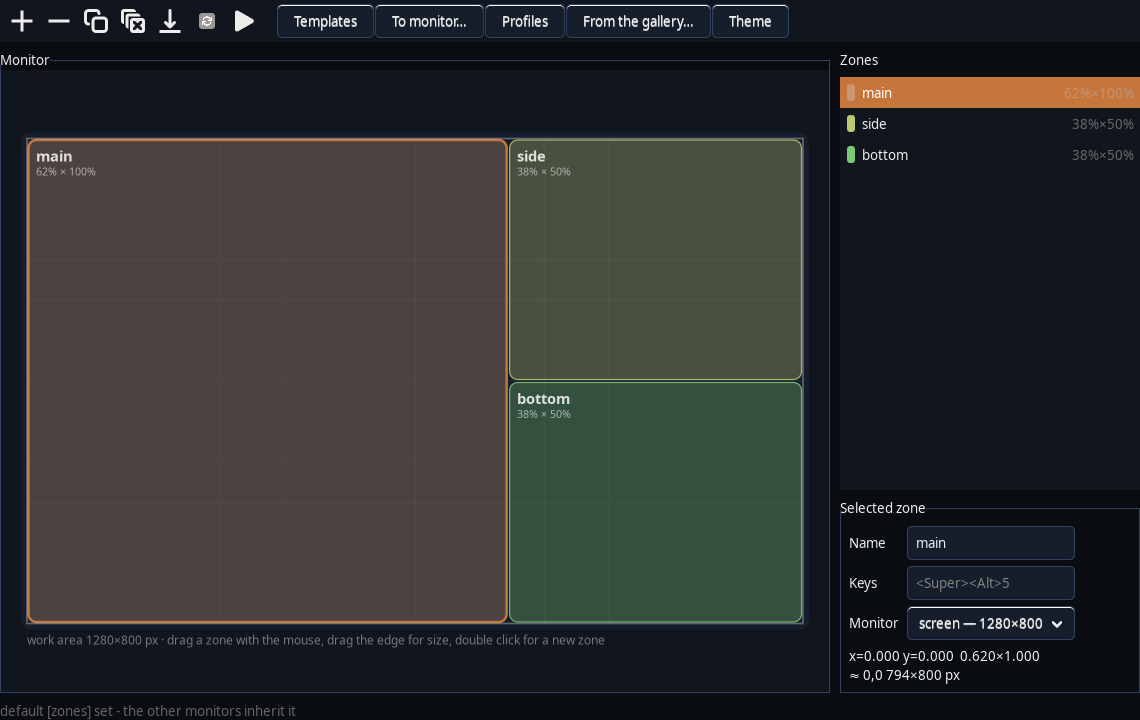 Templates
To monitor...
Profiles
From the gallery...
Theme
Monitor
main
62% × 100%
side
38% × 50%
bottom
38% × 50%
work area 1280×800 px · drag a zone with the mouse, drag the edge for size, double click for a new zone
Zones
main 62%×100%
side 38%×50%
bottom 38%×50%
Selected zone
Name main
Keys <Super><Alt>5
Monitor screen — 1280×800
x=0.000 y=0.000 0.620×1.000
≈ 0,0 794×800 px
default [zones] set - the other monitors inherit it